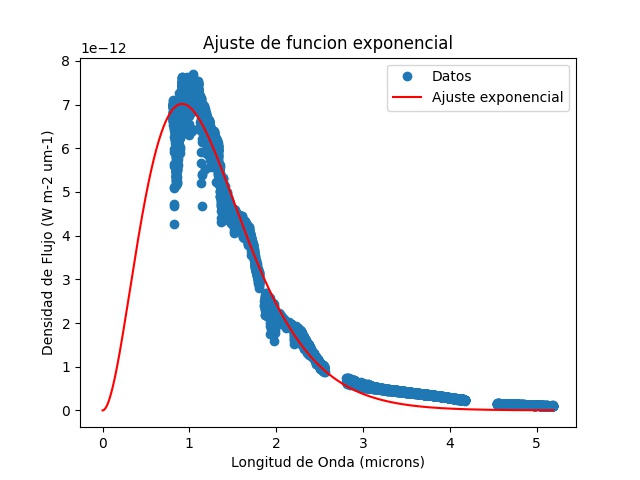 Ajuste de funcion exponencial
1e−12
Datos
Ajuste exponencial
8
7
6
5
4
3
2
1
0
Densidad de Flujo (W m-2 um-1)
0 1 2 3 4 5
Longitud de Onda (microns)